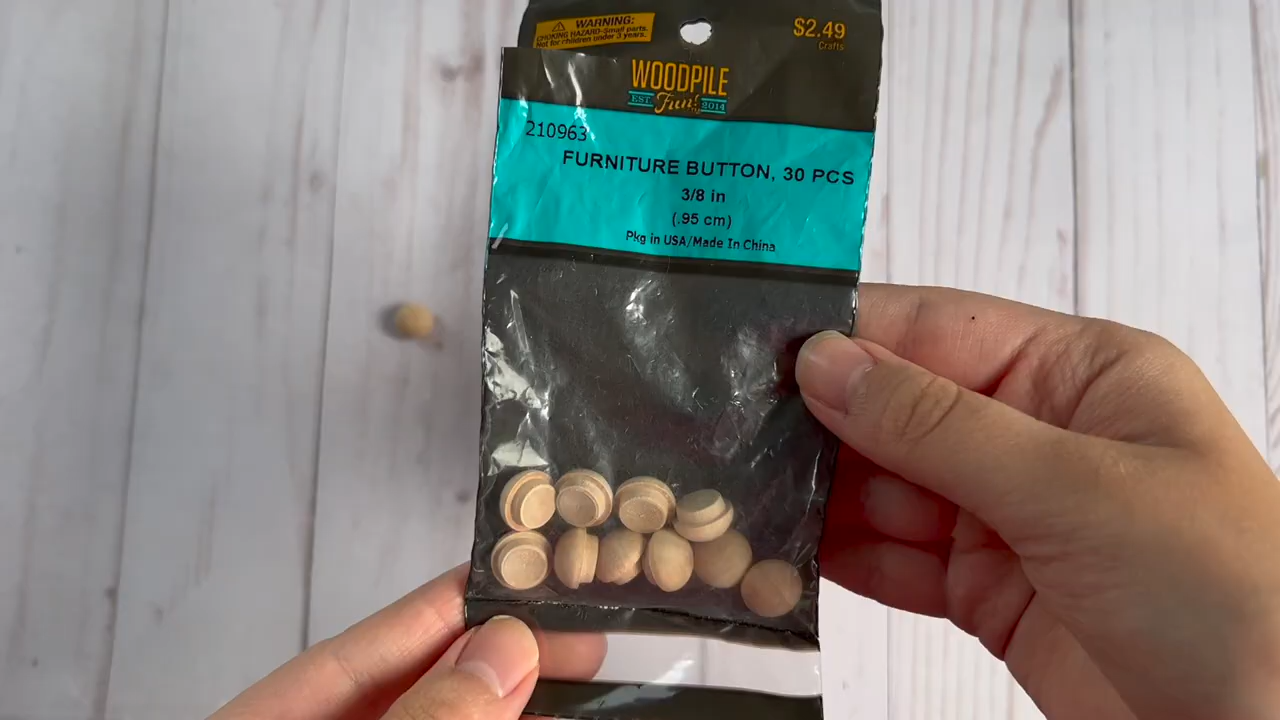 WARNING:
CHOKING HAZARD-Small parts.
Not for children under 3 years.
$2.49
Crafts
WOODPILE
EST. Fun! 2014
210963
FURNITURE BUTTON, 30 PCS
3/8 in
(.95 cm)
Pkg in USA/Made In China